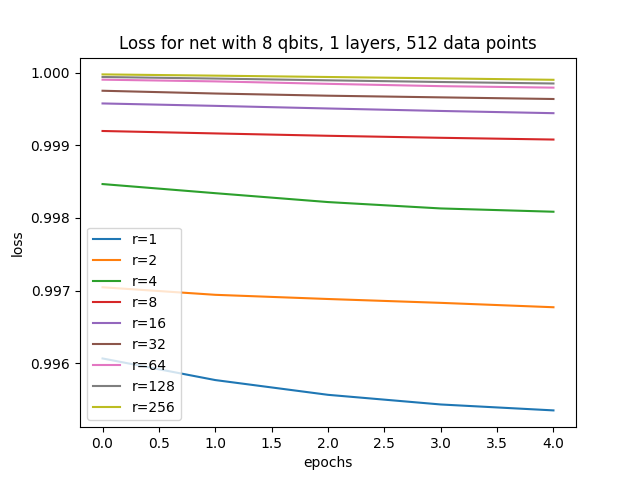 Loss for net with 8 qbits, 1 layers, 512 data points
1.000
0.999
0.998
0.997
0.996
loss
r=1
r=2
r=4
r=8
r=16
r=32
r=64
r=128
r=256
0.0 0.5 1.0 1.5 2.0 2.5 3.0 3.5 4.0
epochs